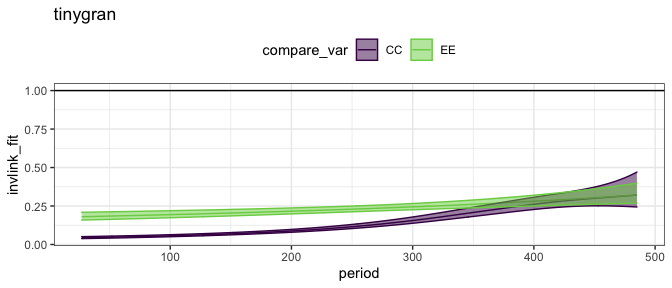 tinygran
compare_var CC EE
1.00
0.75
0.50
0.25
0.00
invlink_fit
100 200 300 400 500
period